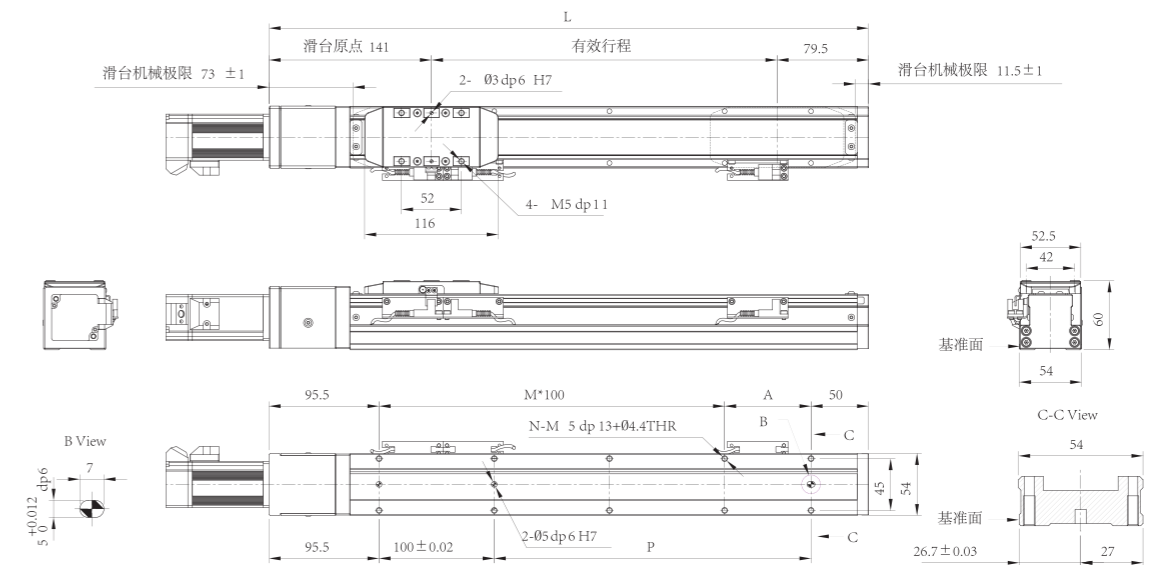 L
滑台原点 141
有效行程
79.5
滑台机械极限 73 ±1
滑台机械极限 11.5±1
2- Ø3dp6 H7
52
4- M5 dp11
116
52.5
42
60
基准面
54
95.5
M*100
A
50
N-M 5 dp 13+Ø4.4THR
B
C
C-C View
B View
54
7
dp6
5 +0.012 0
45
54
基准面
2-Ø5dp6 H7
C
95.5
100±0.02
P
26.7±0.03
27